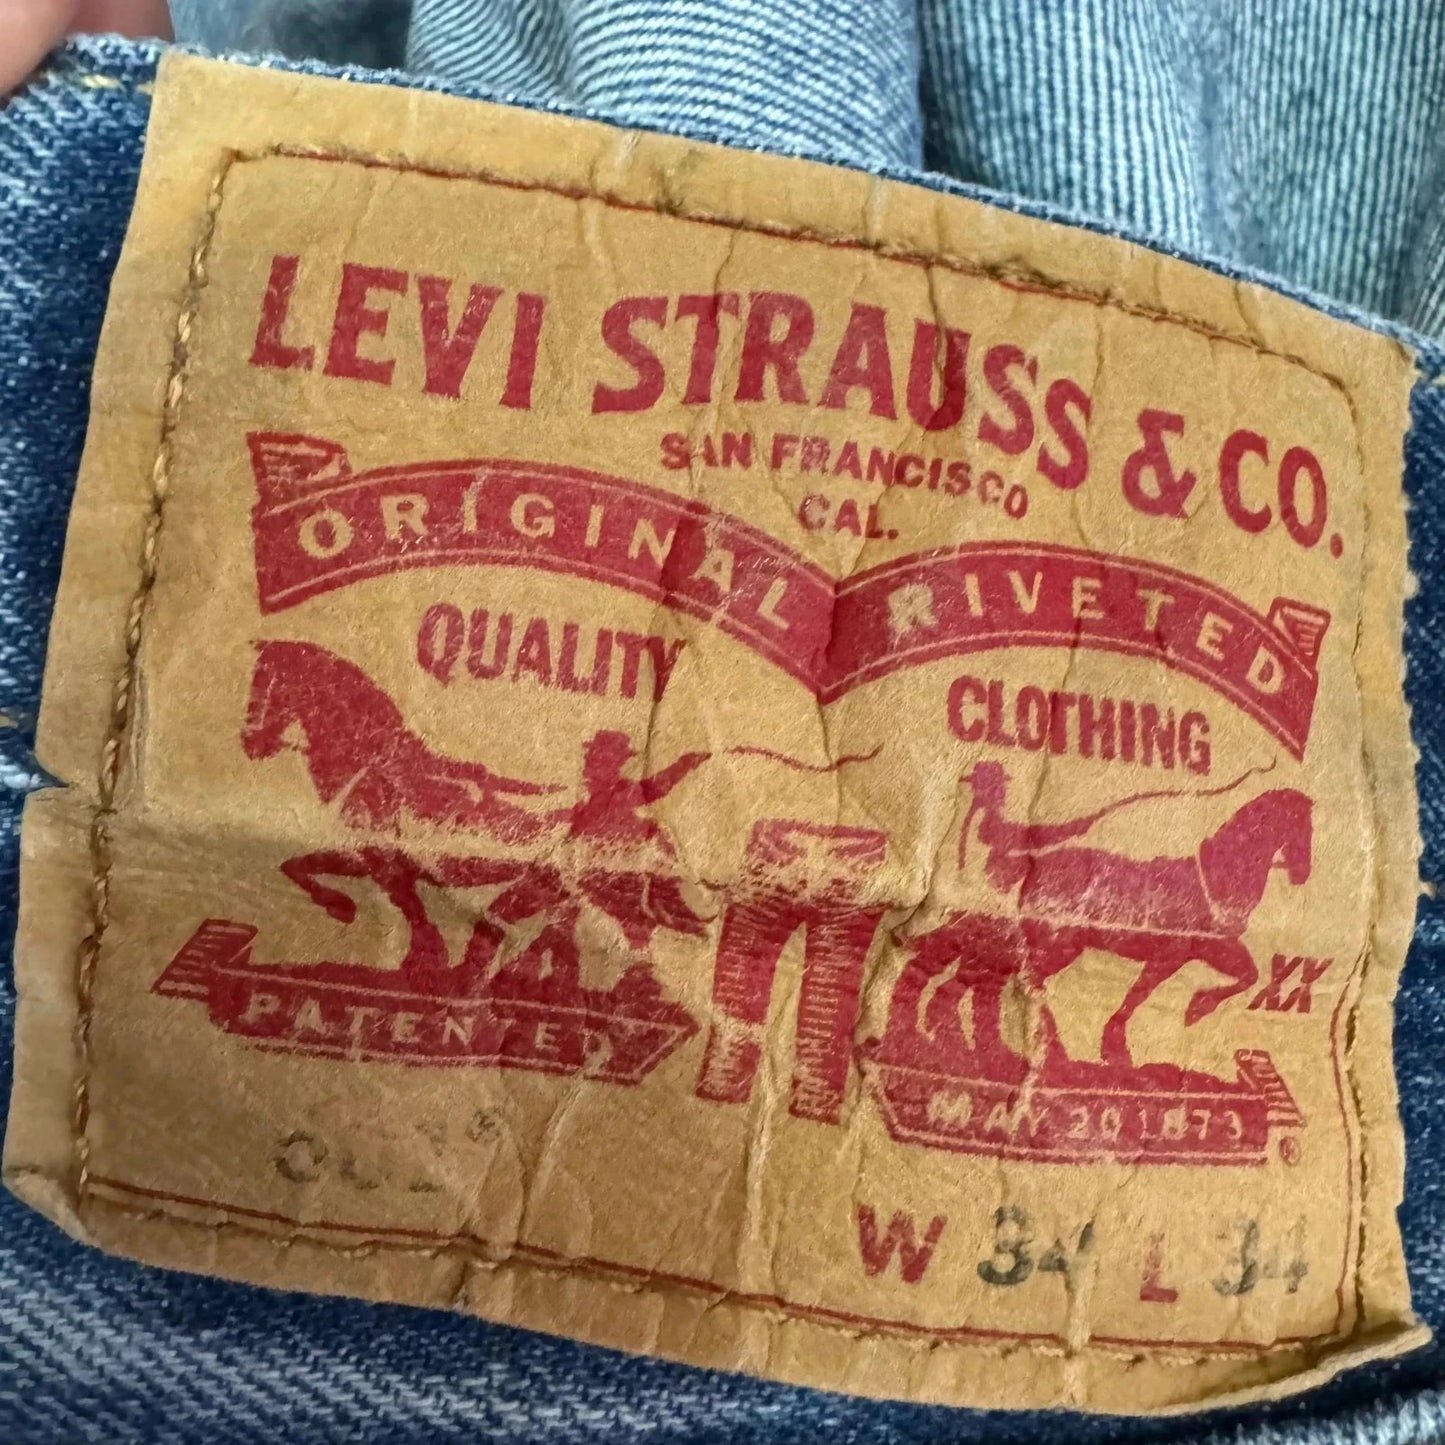 LEVI STRAUSS & CO.
SAN FRANCISCO
CAL.
ORIGINAL RIVETED
QUALITY CLOTHING
XX
PATENTED MAY 20 1873 ®
W 34 L 34